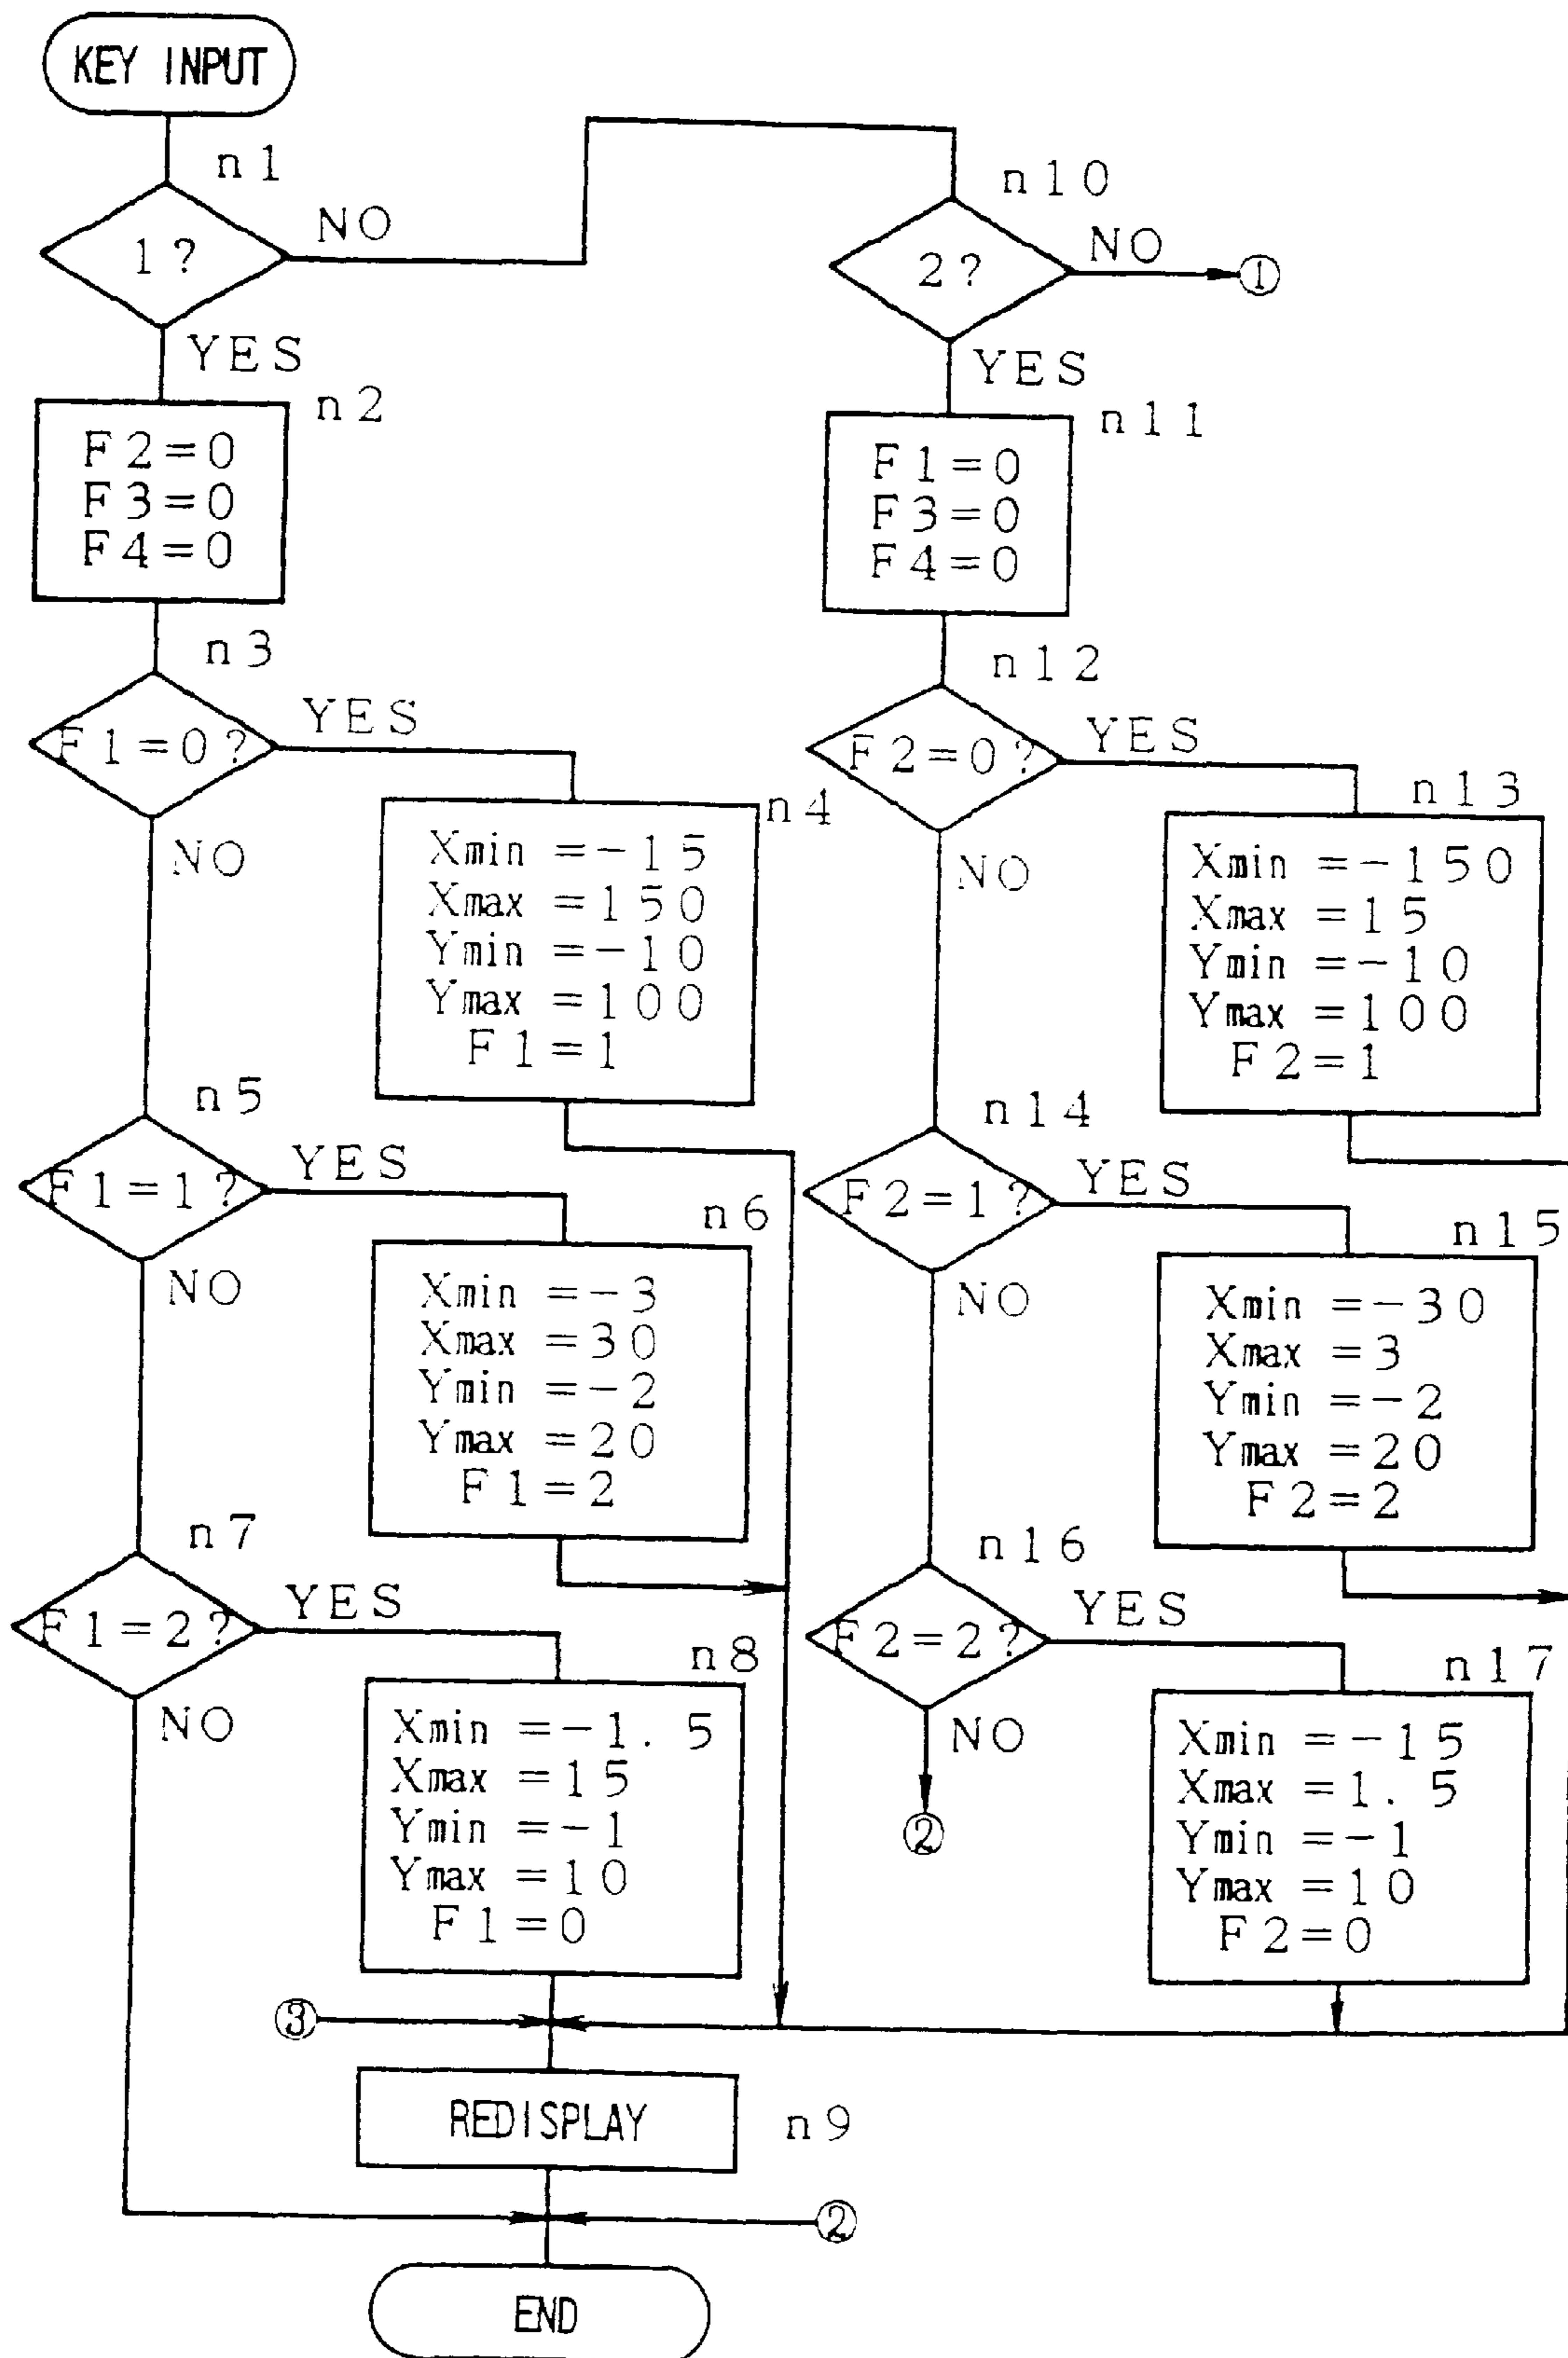 KEY INPUT
n1
1?
NO
YES
n2
F2=0
F3=0
F4=0
n3
F1=0?
YES
NO
n4
Xmin =-15
Xmax =150
Ymin =-10
Ymax =100
F1=1
n5
F1=1?
YES
NO
n6
Xmin =-3
Xmax =30
Ymin =-2
Ymax =20
F1=2
n7
F1=2?
YES
NO
n8
Xmin =-1.5
Xmax =15
Ymin =-1
Ymax =10
F1=0
③
REDISPLAY
n9
②
END
n10
2?
NO
①
YES
n11
F1=0
F3=0
F4=0
n12
F2=0?
YES
NO
n13
Xmin =-150
Xmax =15
Ymin =-10
Ymax =100
F2=1
n14
F2=1?
YES
NO
n15
Xmin =-30
Xmax =3
Ymin =-2
Ymax =20
F2=2
n16
F2=2?
YES
NO
②
n17
Xmin =-15
Xmax =1.5
Ymin =-1
Ymax =10
F2=0